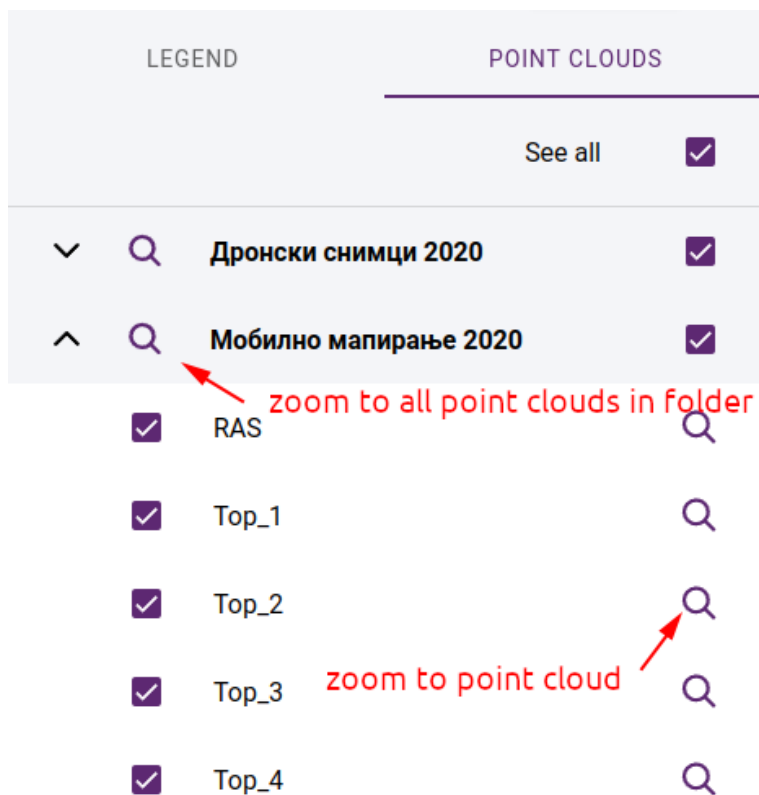 LEGEND POINT CLOUDS
See all
Дронски снимци 2020
Мобилно мапирање 2020
zoom to all point clouds in folder
RAS
Top_1
Top_2
zoom to point cloud
Top_3
Top_4